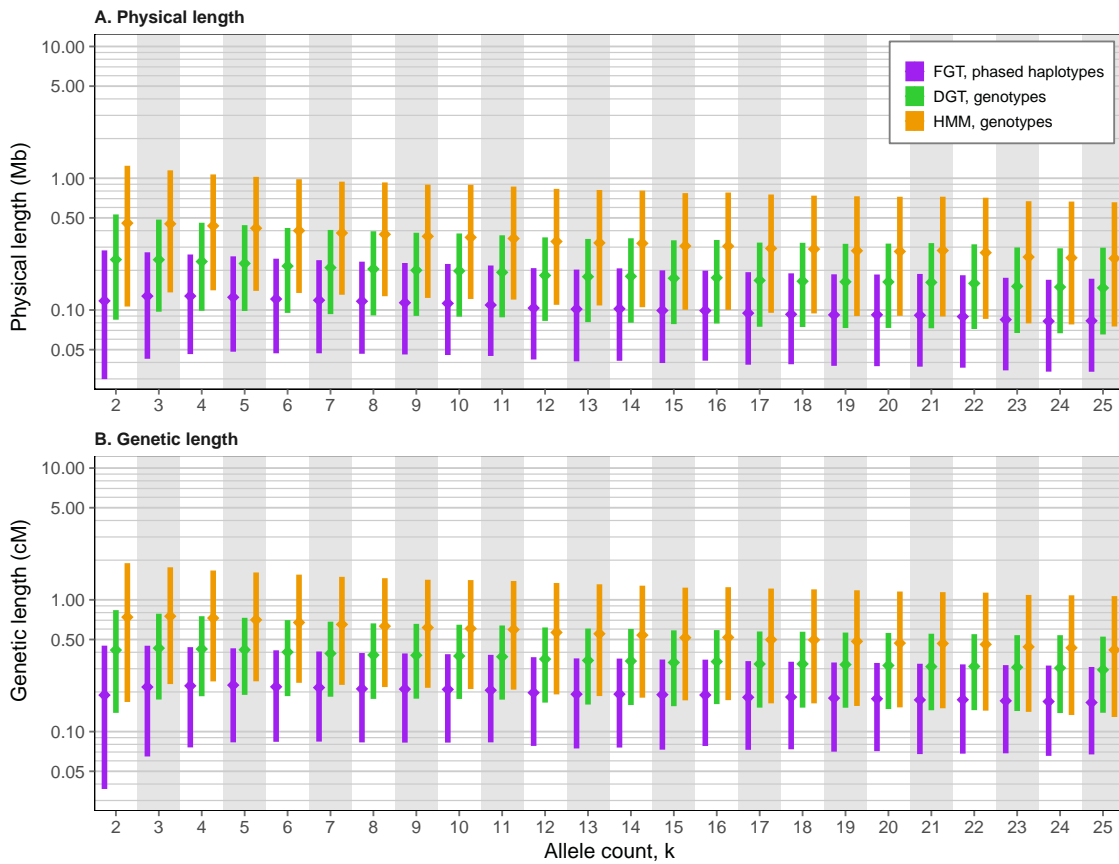 A. Physical length
10.00
5.00
1.00
0.50
0.10
0.05
Physical length (Mb)
FGT, phased haplotypes
DGT, genotypes
HMM, genotypes
2 3 4 5 6 7 8 9 10 11 12 13 14 15 16 17 18 19 20 21 22 23 24 25
B. Genetic length
10.00
5.00
1.00
0.50
0.10
0.05
Genetic length (cM)
2 3 4 5 6 7 8 9 10 11 12 13 14 15 16 17 18 19 20 21 22 23 24 25
Allele count, k